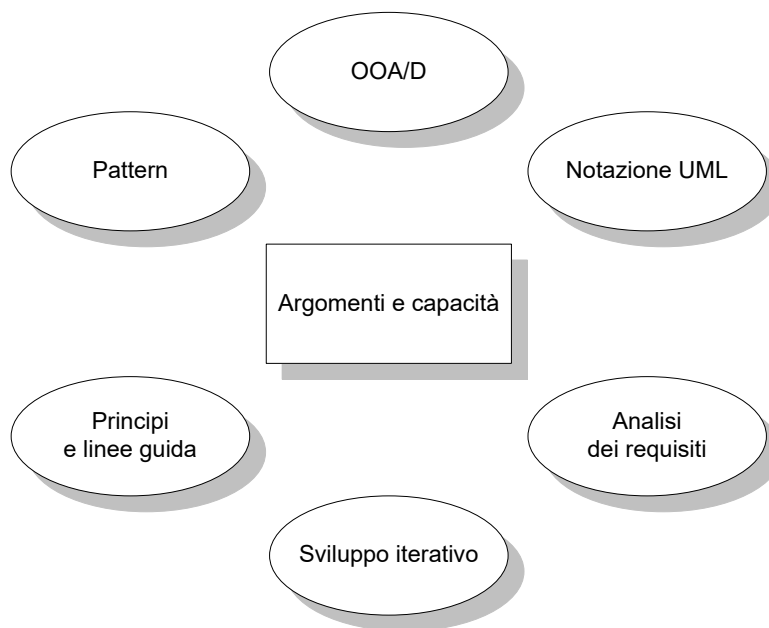 OOA/D
Pattern
Notazione UML
Argomenti e capacità
Principi
e linee guida
Analisi
dei requisiti
Sviluppo iterativo